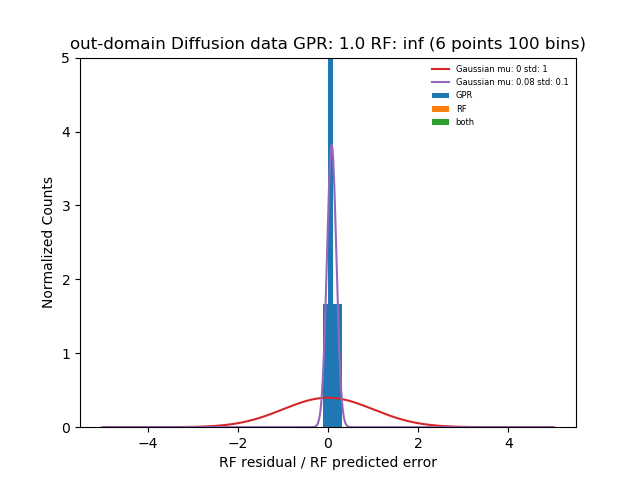 out-domain Diffusion data GPR: 1.0 RF: inf (6 points 100 bins)
Gaussian mu: 0 std: 1
Gaussian mu: 0.08 std: 0.1
GPR
RF
both
Normalized Counts
5
4
3
2
1
0
−4
−2
0
2
4
RF residual / RF predicted error